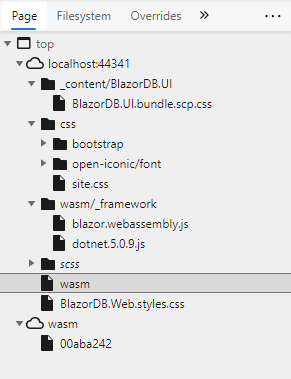 Page Filesystem Overrides
top
localhost:44341
_content/BlazorDB.UI
BlazorDB.UI.bundle.scp.css
css
bootstrap
open-iconic/font
site.css
wasm/_framework
blazor.webassembly.js
dotnet.5.0.9.js
scss
wasm
BlazorDB.Web.styles.css
wasm
00aba242